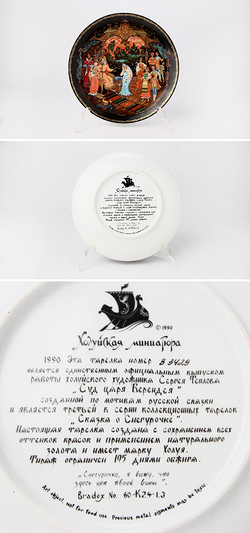 © 1990
Холуйская миниатюра
1990 Эта тарелка номер B 3429
является единственным официальным выпуском
работы холуйского художника Сергея Теплова
„Суд царя Берендея"
созданной по мотивам русской сказки
и является третьей в серии коллекционных тарелок
„Сказка о Снегурочке".
Настоящая тарелка создана с сохранением всех
оттенков красок и применением натурального
золота и имеет марку Холуя.
Тираж ограничен 195 днями обжига.
„Снегурочка, я вижу, что
здесь нет твоей вины".
Bradex No. 60-K24-1.3
Art object, not for food use. Precious metal pigments may be toxic.